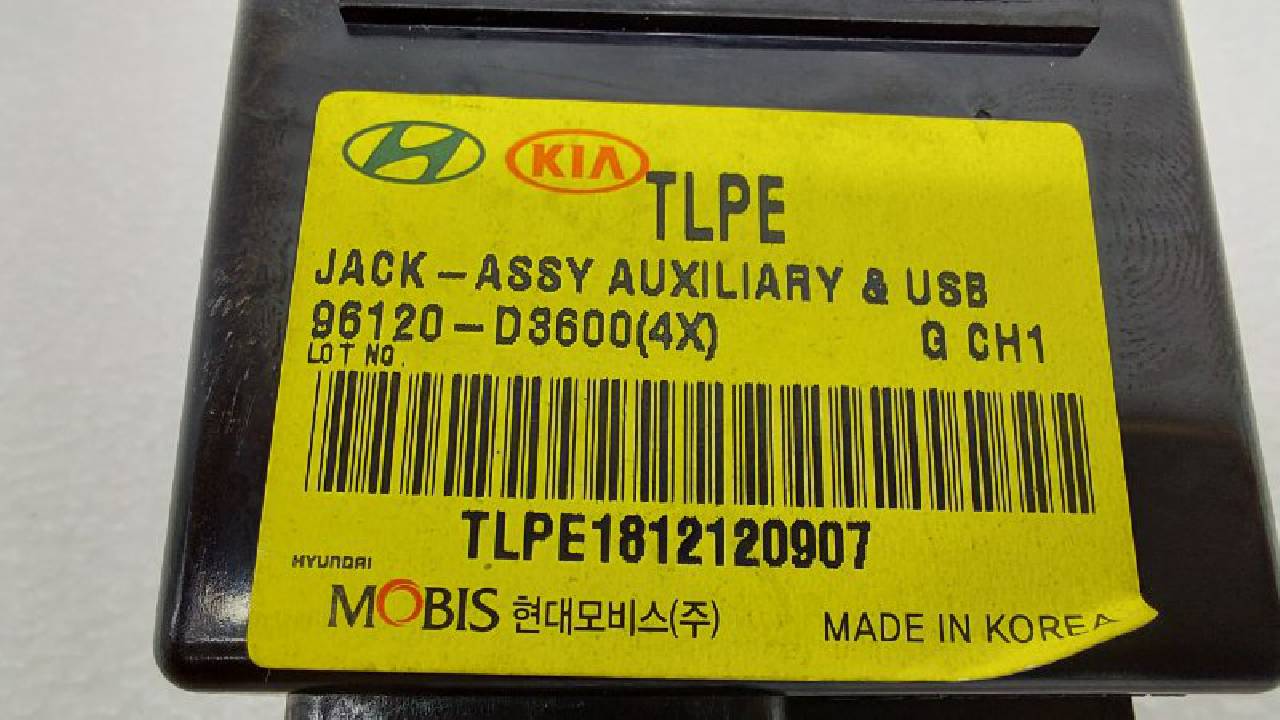 KIA
TLPE
JACK-ASSY AUXILIARY & USB
96120-D3600(4X) G CH1
LOT NO.
TLPE1812120907
HYUNDAI
MOBIS 현대모비스(주)
MADE IN KOREA